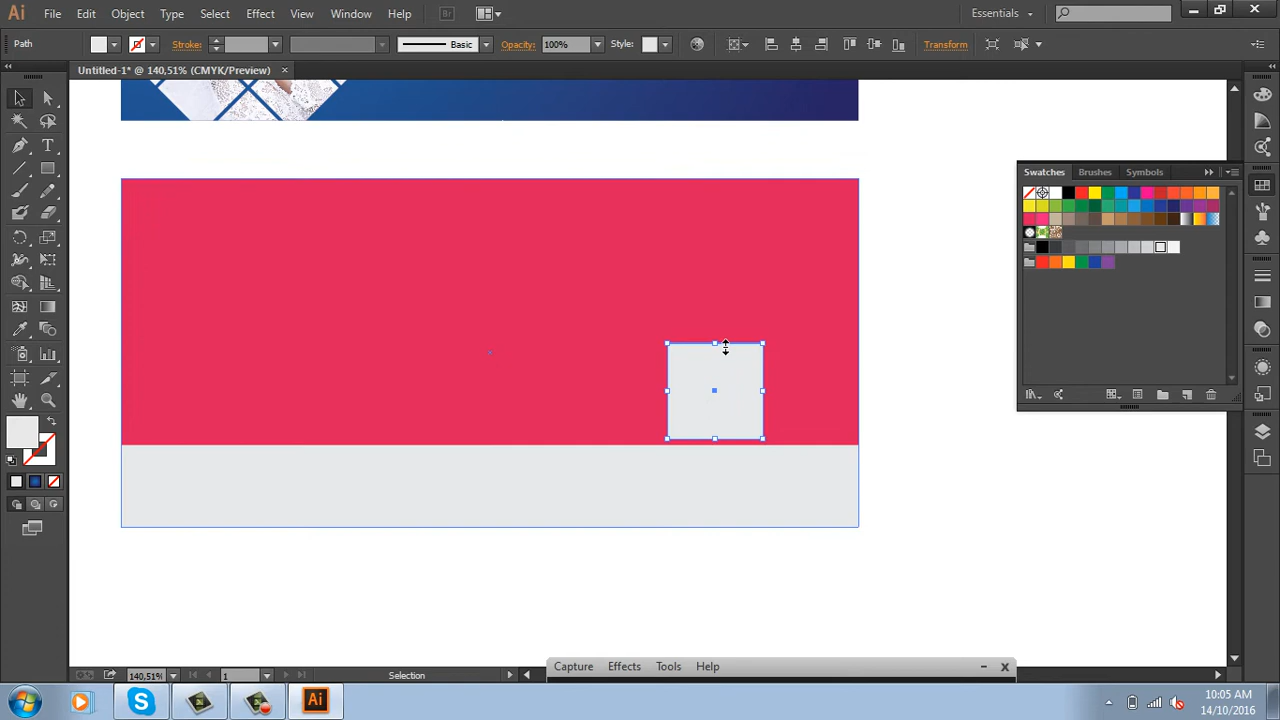 Ai File Edit Object Type Select Effect View Window Help Br Essentials
Path Stroke: Basic Opacity: 100% Style: Transform
Untitled-1* @ 140,51% (CMYK/Preview)
Swatches Brushes Symbols
140,51% 1 Selection
Capture Effects Tools Help
Ai 10:05 AM
14/10/2016